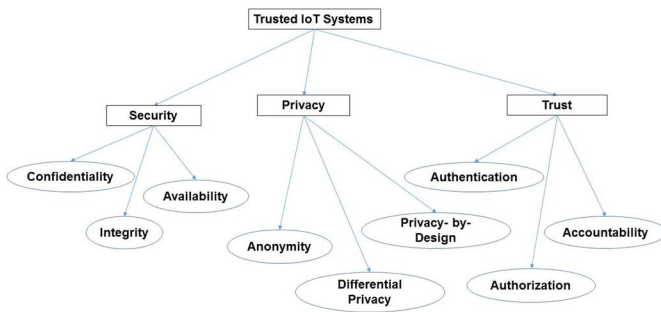 Trusted IoT Systems
Security
Privacy
Trust
Confidentiality
Availability
Integrity
Anonymity
Differential
Privacy
Privacy- by-
Design
Authentication
Authorization
Accountability